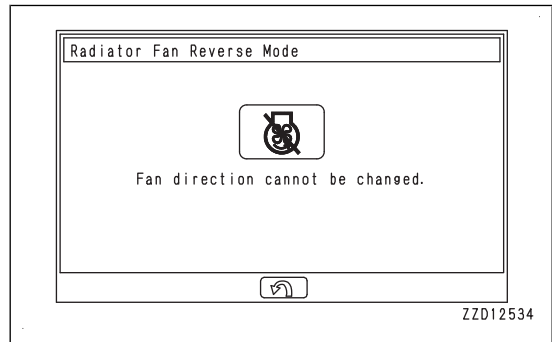 Radiator Fan Reverse Mode
Fan direction cannot be changed.
ZZD12534